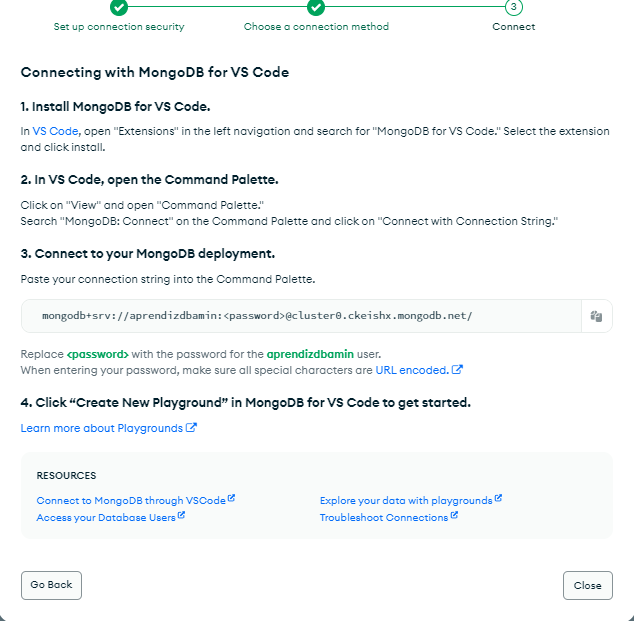 3
Set up connection security
Choose a connection method
Connect
Connecting with MongoDB for VS Code
1. Install MongoDB for VS Code.
In VS Code, open "Extensions" in the left navigation and search for "MongoDB for VS Code." Select the extension
and click install.
2. In VS Code, open the Command Palette.
Click on "View" and open "Command Palette."
Search "MongoDB: Connect" on the Command Palette and click on "Connect with Connection String."
3. Connect to your MongoDB deployment.
Paste your connection string into the Command Palette.
mongodb+srv://aprendizdbamin:<password>@cluster0.ckeishx.mongodb.net/
Replace <password> with the password for the aprendizdbamin user.
When entering your password, make sure all special characters are URL encoded.
4. Click “Create New Playground” in MongoDB for VS Code to get started.
Learn more about Playgrounds
RESOURCES
Connect to MongoDB through VSCode
Explore your data with playgrounds
Access your Database Users
Troubleshoot Connections
Go Back
Close